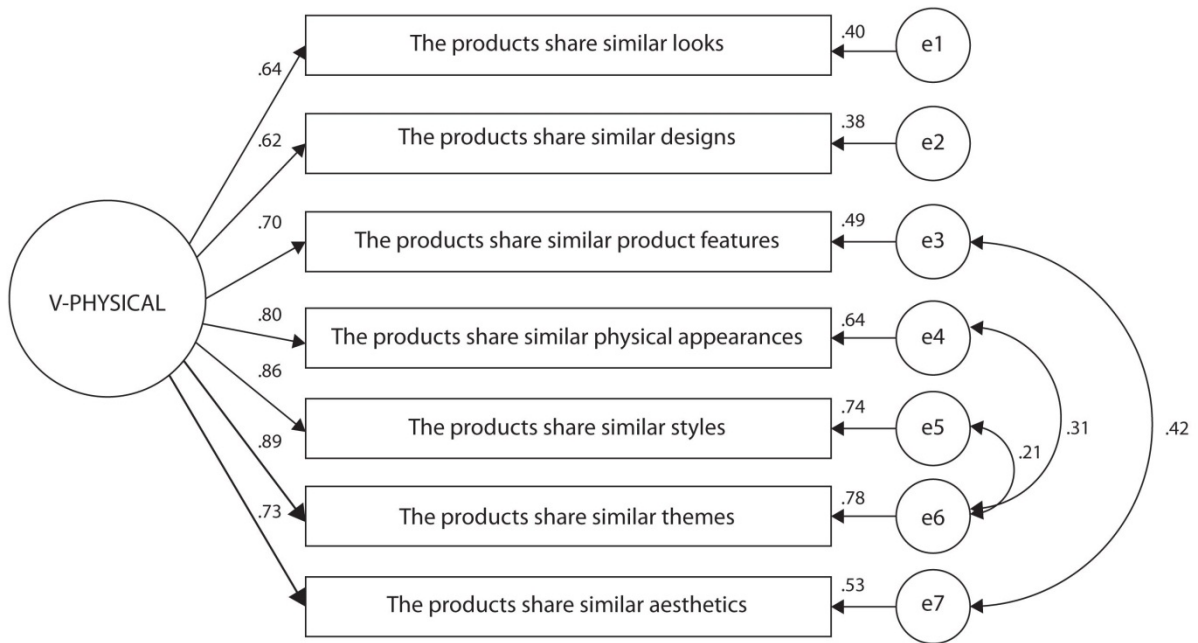 The products share similar looks
.40
e1
.64
The products share similar designs
.38
e2
.62
The products share similar product features
.49
e3
.70
V-PHYSICAL
The products share similar physical appearances
.64
e4
.80
The products share similar styles
.74
e5
.86
.31
.42
.21
The products share similar themes
.78
e6
.89
The products share similar aesthetics
.53
e7
.73